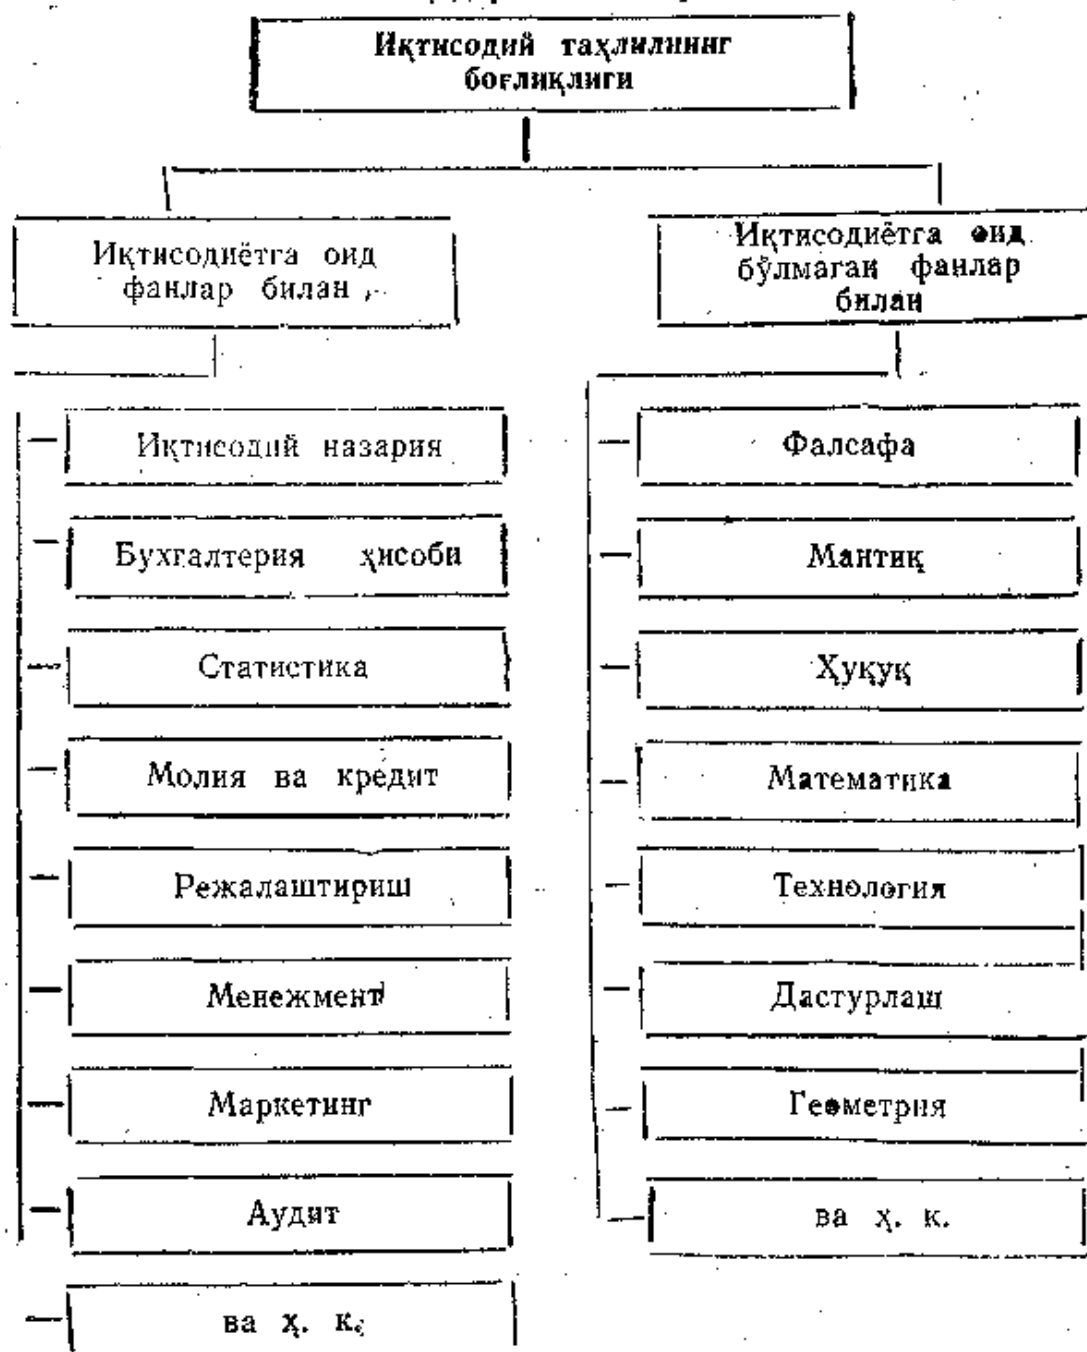 Иқтисодий таҳлилининг
боғлиқлиги
Иқтисодиётга оид
фанлар билан
Иқтисодиётга оид
бўлмаган фанлар
билан
Иқтисодий назария
Бухгалтерия ҳисоби
Статистика
Молия ва кредит
Режалаштириш
Менежмент
Маркетинг
Аудит
ва ҳ. к.
Фалсафа
Мантиқ
Ҳуқуқ
Математика
Технология
Дастурлаш
Геометрия
ва ҳ. к.